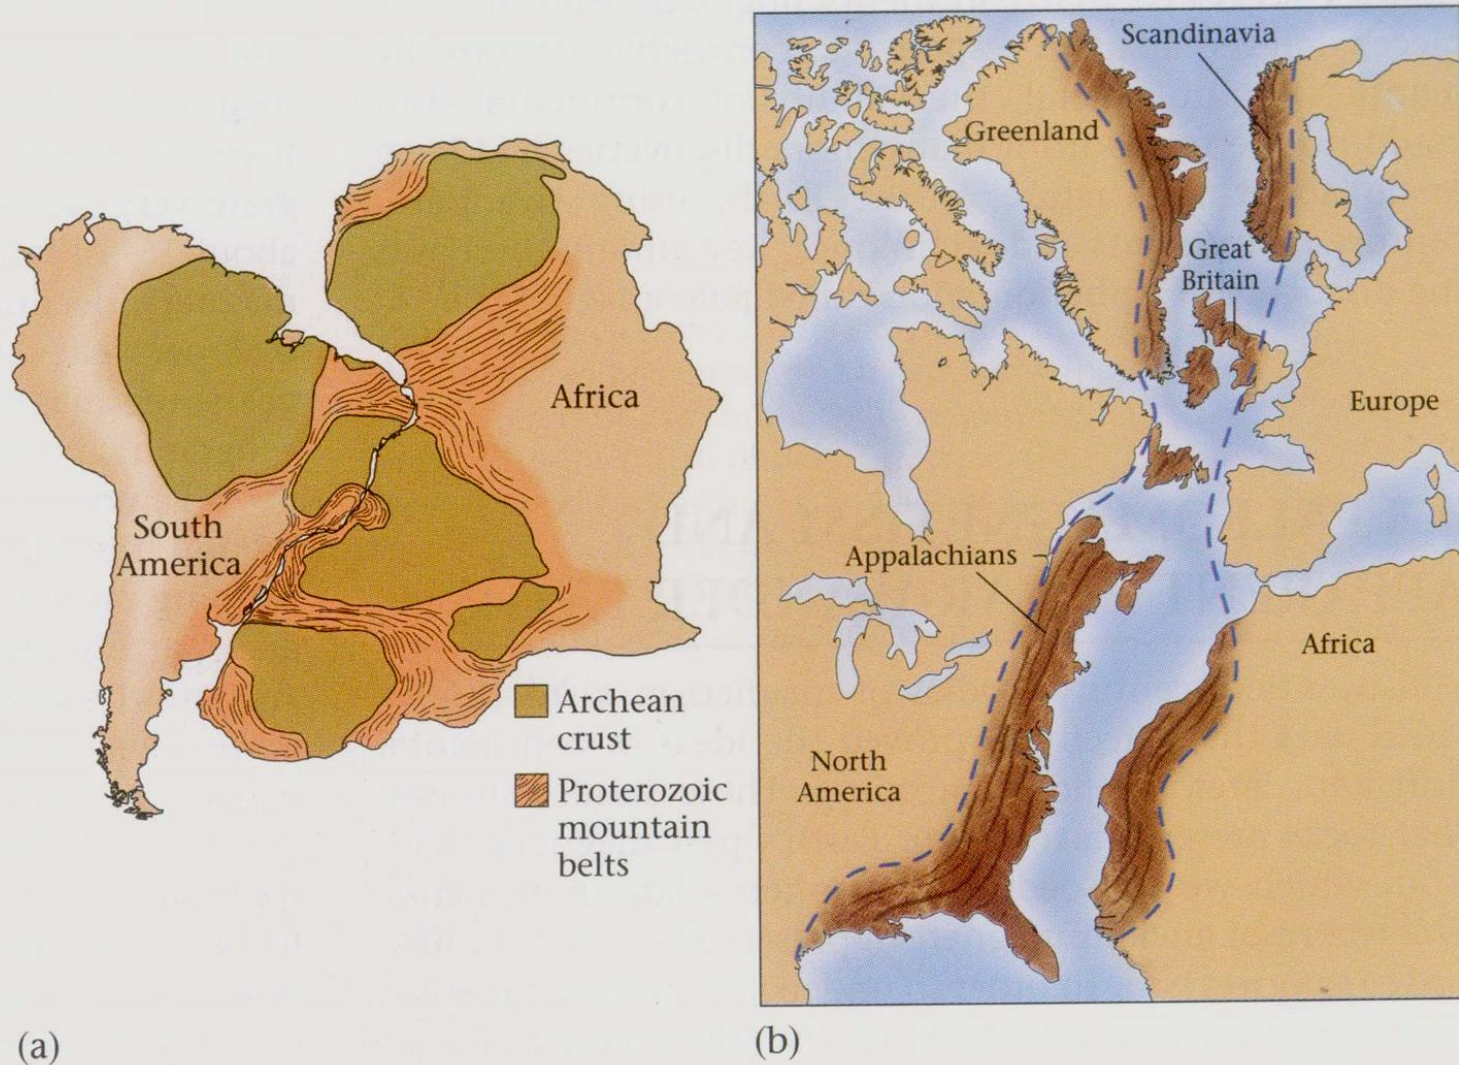 South
America
Africa
Archean
crust
Proterozoic
mountain
belts
(a)
Scandinavia
Greenland
Great
Britain
Europe
Appalachians
Africa
North
America
(b)